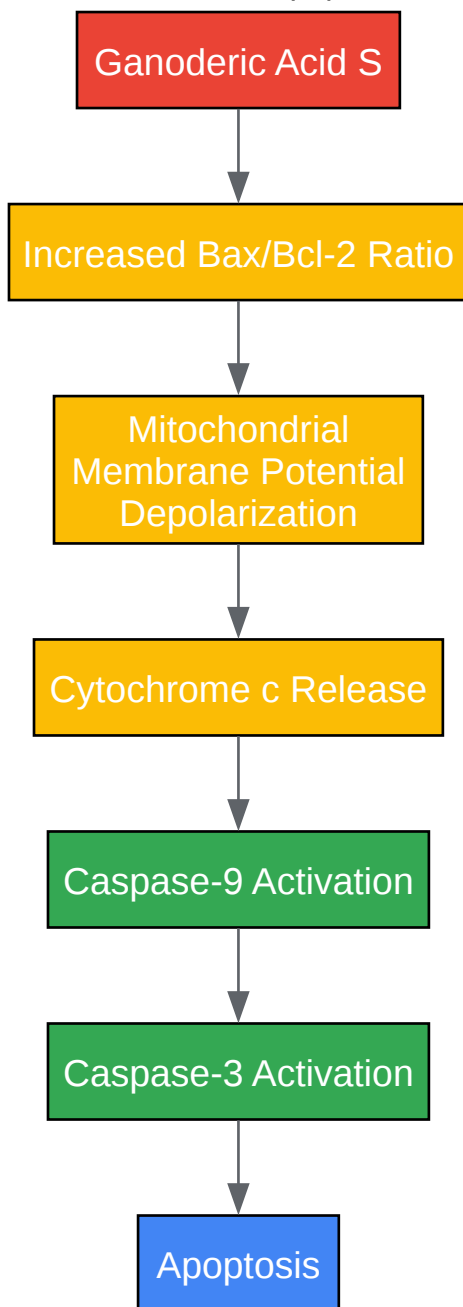 Ganoderic Acid S
Increased Bax/Bcl-2 Ratio
Mitochondrial
Membrane Potential
Depolarization
Cytochrome c Release
Caspase-9 Activation
Caspase-3 Activation
Apoptosis